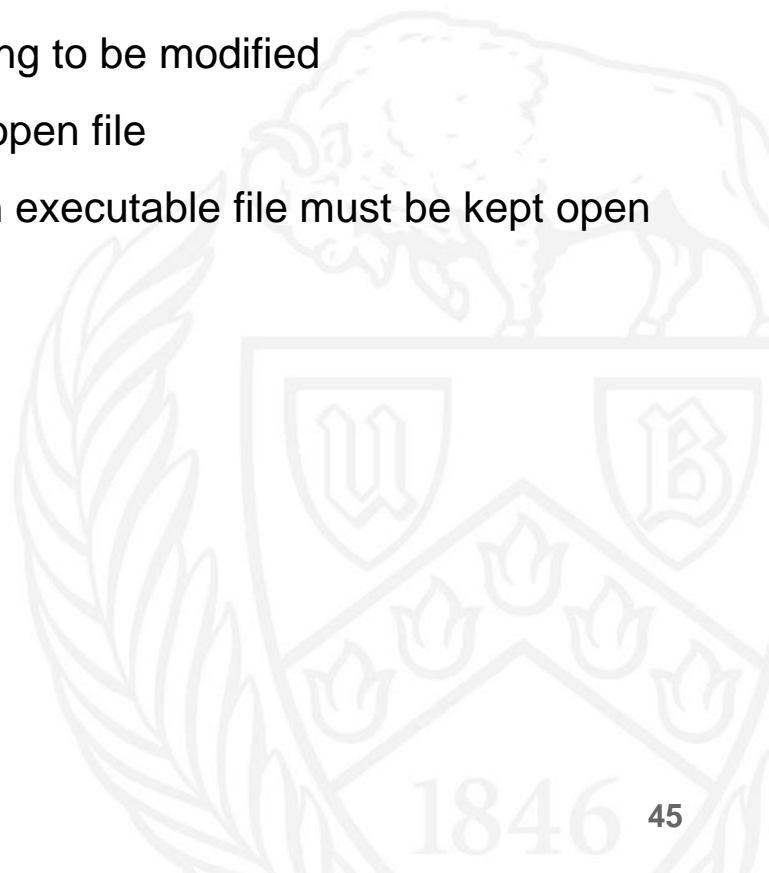 ng to be modified
open file
executable file must be kept open
U B
1846
45